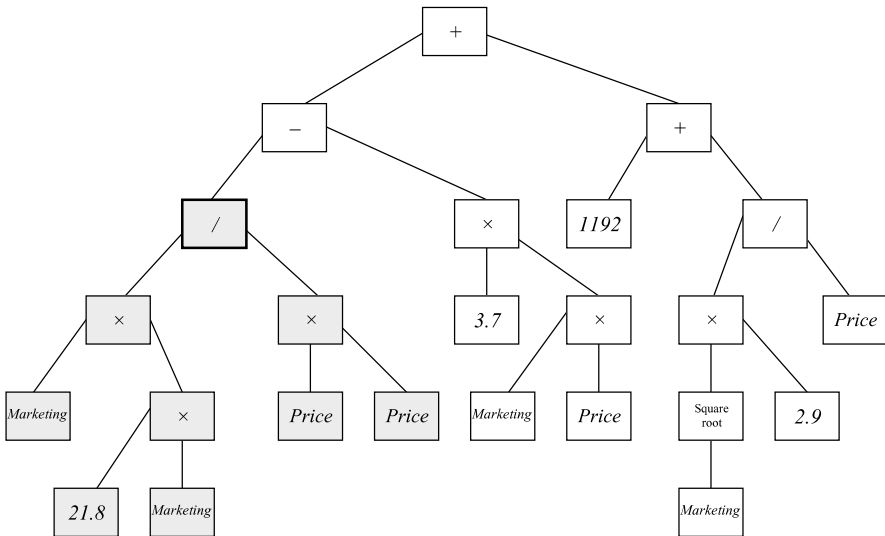 +
– +
/ × 1192 /
× × 3.7 × × Price
Marketing × Price Price Marketing Price Square root 2.9
21.8 Marketing Marketing